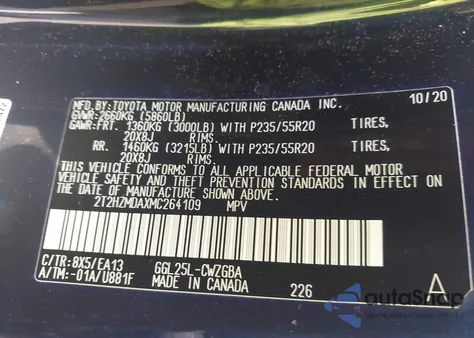 MFD. BY: TOYOTA MOTOR MANUFACTURING CANADA INC. 10/20
GVWR: 2660KG (5860LB)
GAWR: FRT 1360KG (3000LB) WITH P235/55R20 TIRES,
20X8J RIMS.
RR. 1460KG (3215LB) WITH P235/55R20 TIRES,
20X8J RIMS.
THIS VEHICLE CONFORMS TO ALL APPLICABLE FEDERAL MOTOR
VEHICLE SAFETY AND THEFT PREVENTION STANDARDS IN EFFECT ON THE
DATE OF MANUFACTURE SHOWN ABOVE.
2T2HZMDAXMC264109 MPV
C/TR: 8X5/EA13 GGL25L-CWZGBA
A/TM: -01A/U881F MADE IN CANADA 226 A
autoSnap